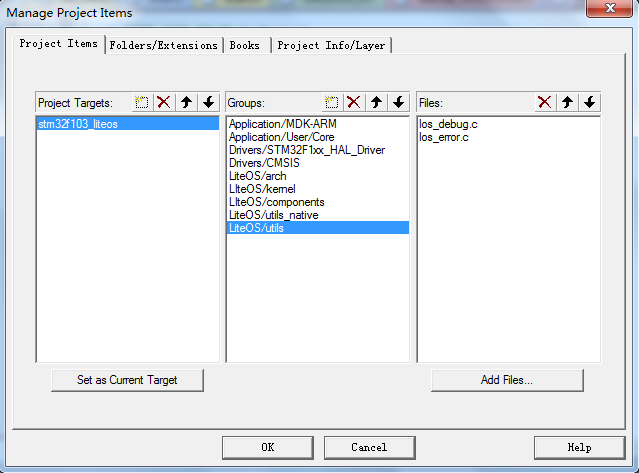 Manage Project Items
Project Items
Folders/Extensions
Books
Project Info/Layer
Project Targets:
Groups:
Files:
stm32f103_liteos
Application/MDK-ARM
Application/User/Core
Drivers/STM32F1xx_HAL_Driver
Drivers/CMSIS
LiteOS/arch
LIteOS/kernel
LIteOS/components
LiteOS/utils_native
LiteOS/utils
los_debug.c
los_error.c
Set as Current Target
Add Files...
OK
Cancel
Help